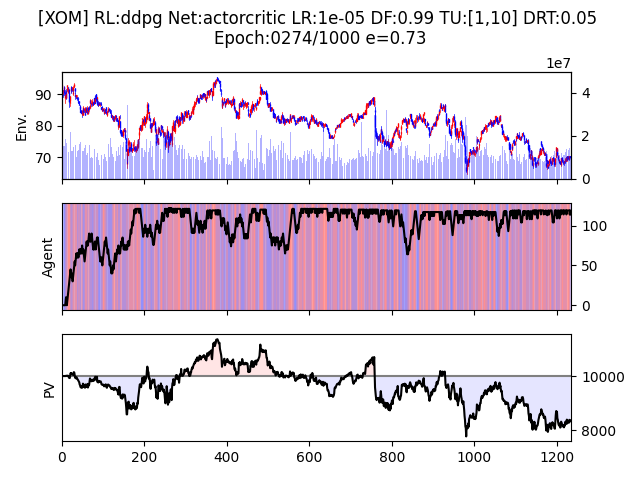 [XOM] RL:ddpg Net:actorcritic LR:1e-05 DF:0.99 TU:[1,10] DRT:0.05
Epoch:0274/1000 e=0.73
1e7
Env.
90
80
70
4
2
0
Agent
100
50
0
PV
10000
8000
0 200 400 600 800 1000 1200